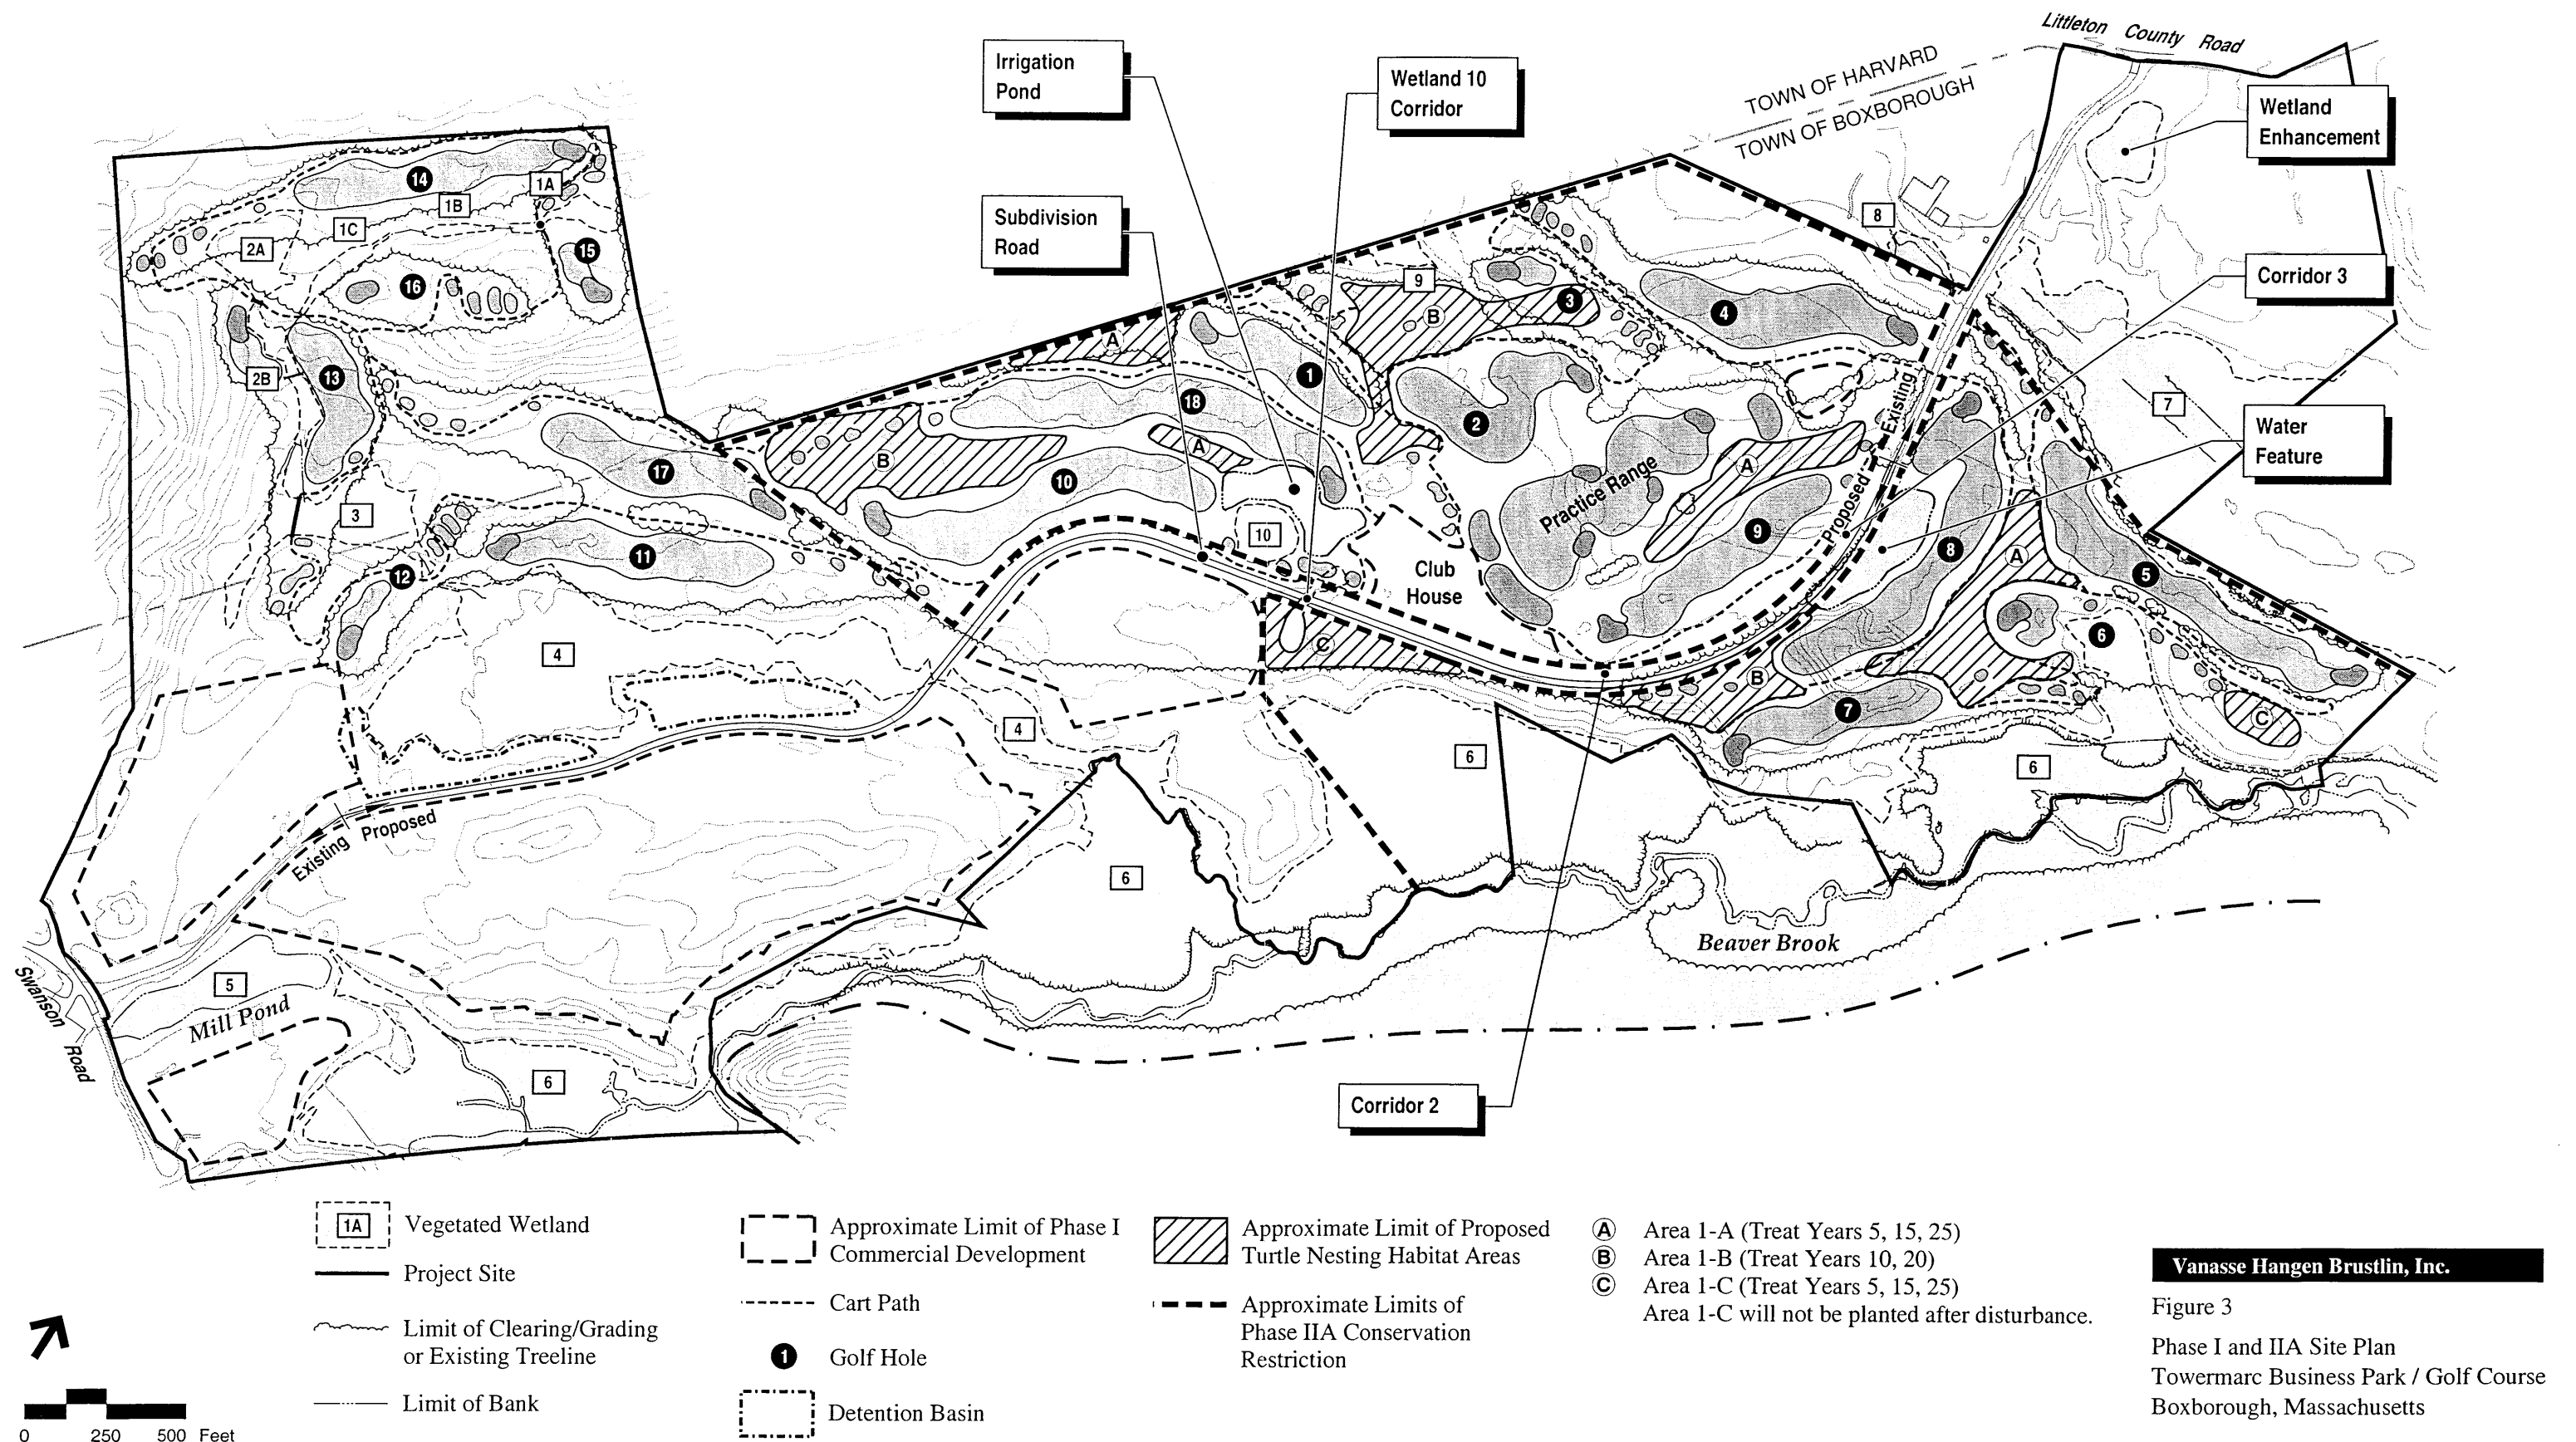 Littleton County Road
TOWN OF HARVARD
TOWN OF BOXBOROUGH
Irrigation
Pond
Wetland 10
Corridor
Wetland
Enhancement
Subdivision
Road
Corridor 3
Water
Feature
14
1A
1B
1C
2A
15
16
2B
13
3
12
17
11
4
8
9
3
B
4
A
1
18
2
7
B
A
10
10
Existing
Proposed
Practice Range
A
9
8
A
5
6
Club
House
C
B
7
C
4
6
6
6
Existing
Proposed
5
Mill Pond
Swanson
Road
6
Beaver Brook
Corridor 2
1A
Vegetated Wetland
Project Site
Limit of Clearing/Grading
or Existing Treeline
Limit of Bank
Approximate Limit of Phase I
Commercial Development
Cart Path
1
Golf Hole
Detention Basin
Approximate Limit of Proposed
Turtle Nesting Habitat Areas
Approximate Limits of
Phase IIA Conservation
Restriction
A Area 1-A (Treat Years 5, 15, 25)
B Area 1-B (Treat Years 10, 20)
C Area 1-C (Treat Years 5, 15, 25)
Area 1-C will not be planted after disturbance.
0 250 500 Feet
Vanasse Hangen Brustlin, Inc.
Figure 3
Phase I and IIA Site Plan
Towermarc Business Park / Golf Course
Boxborough, Massachusetts